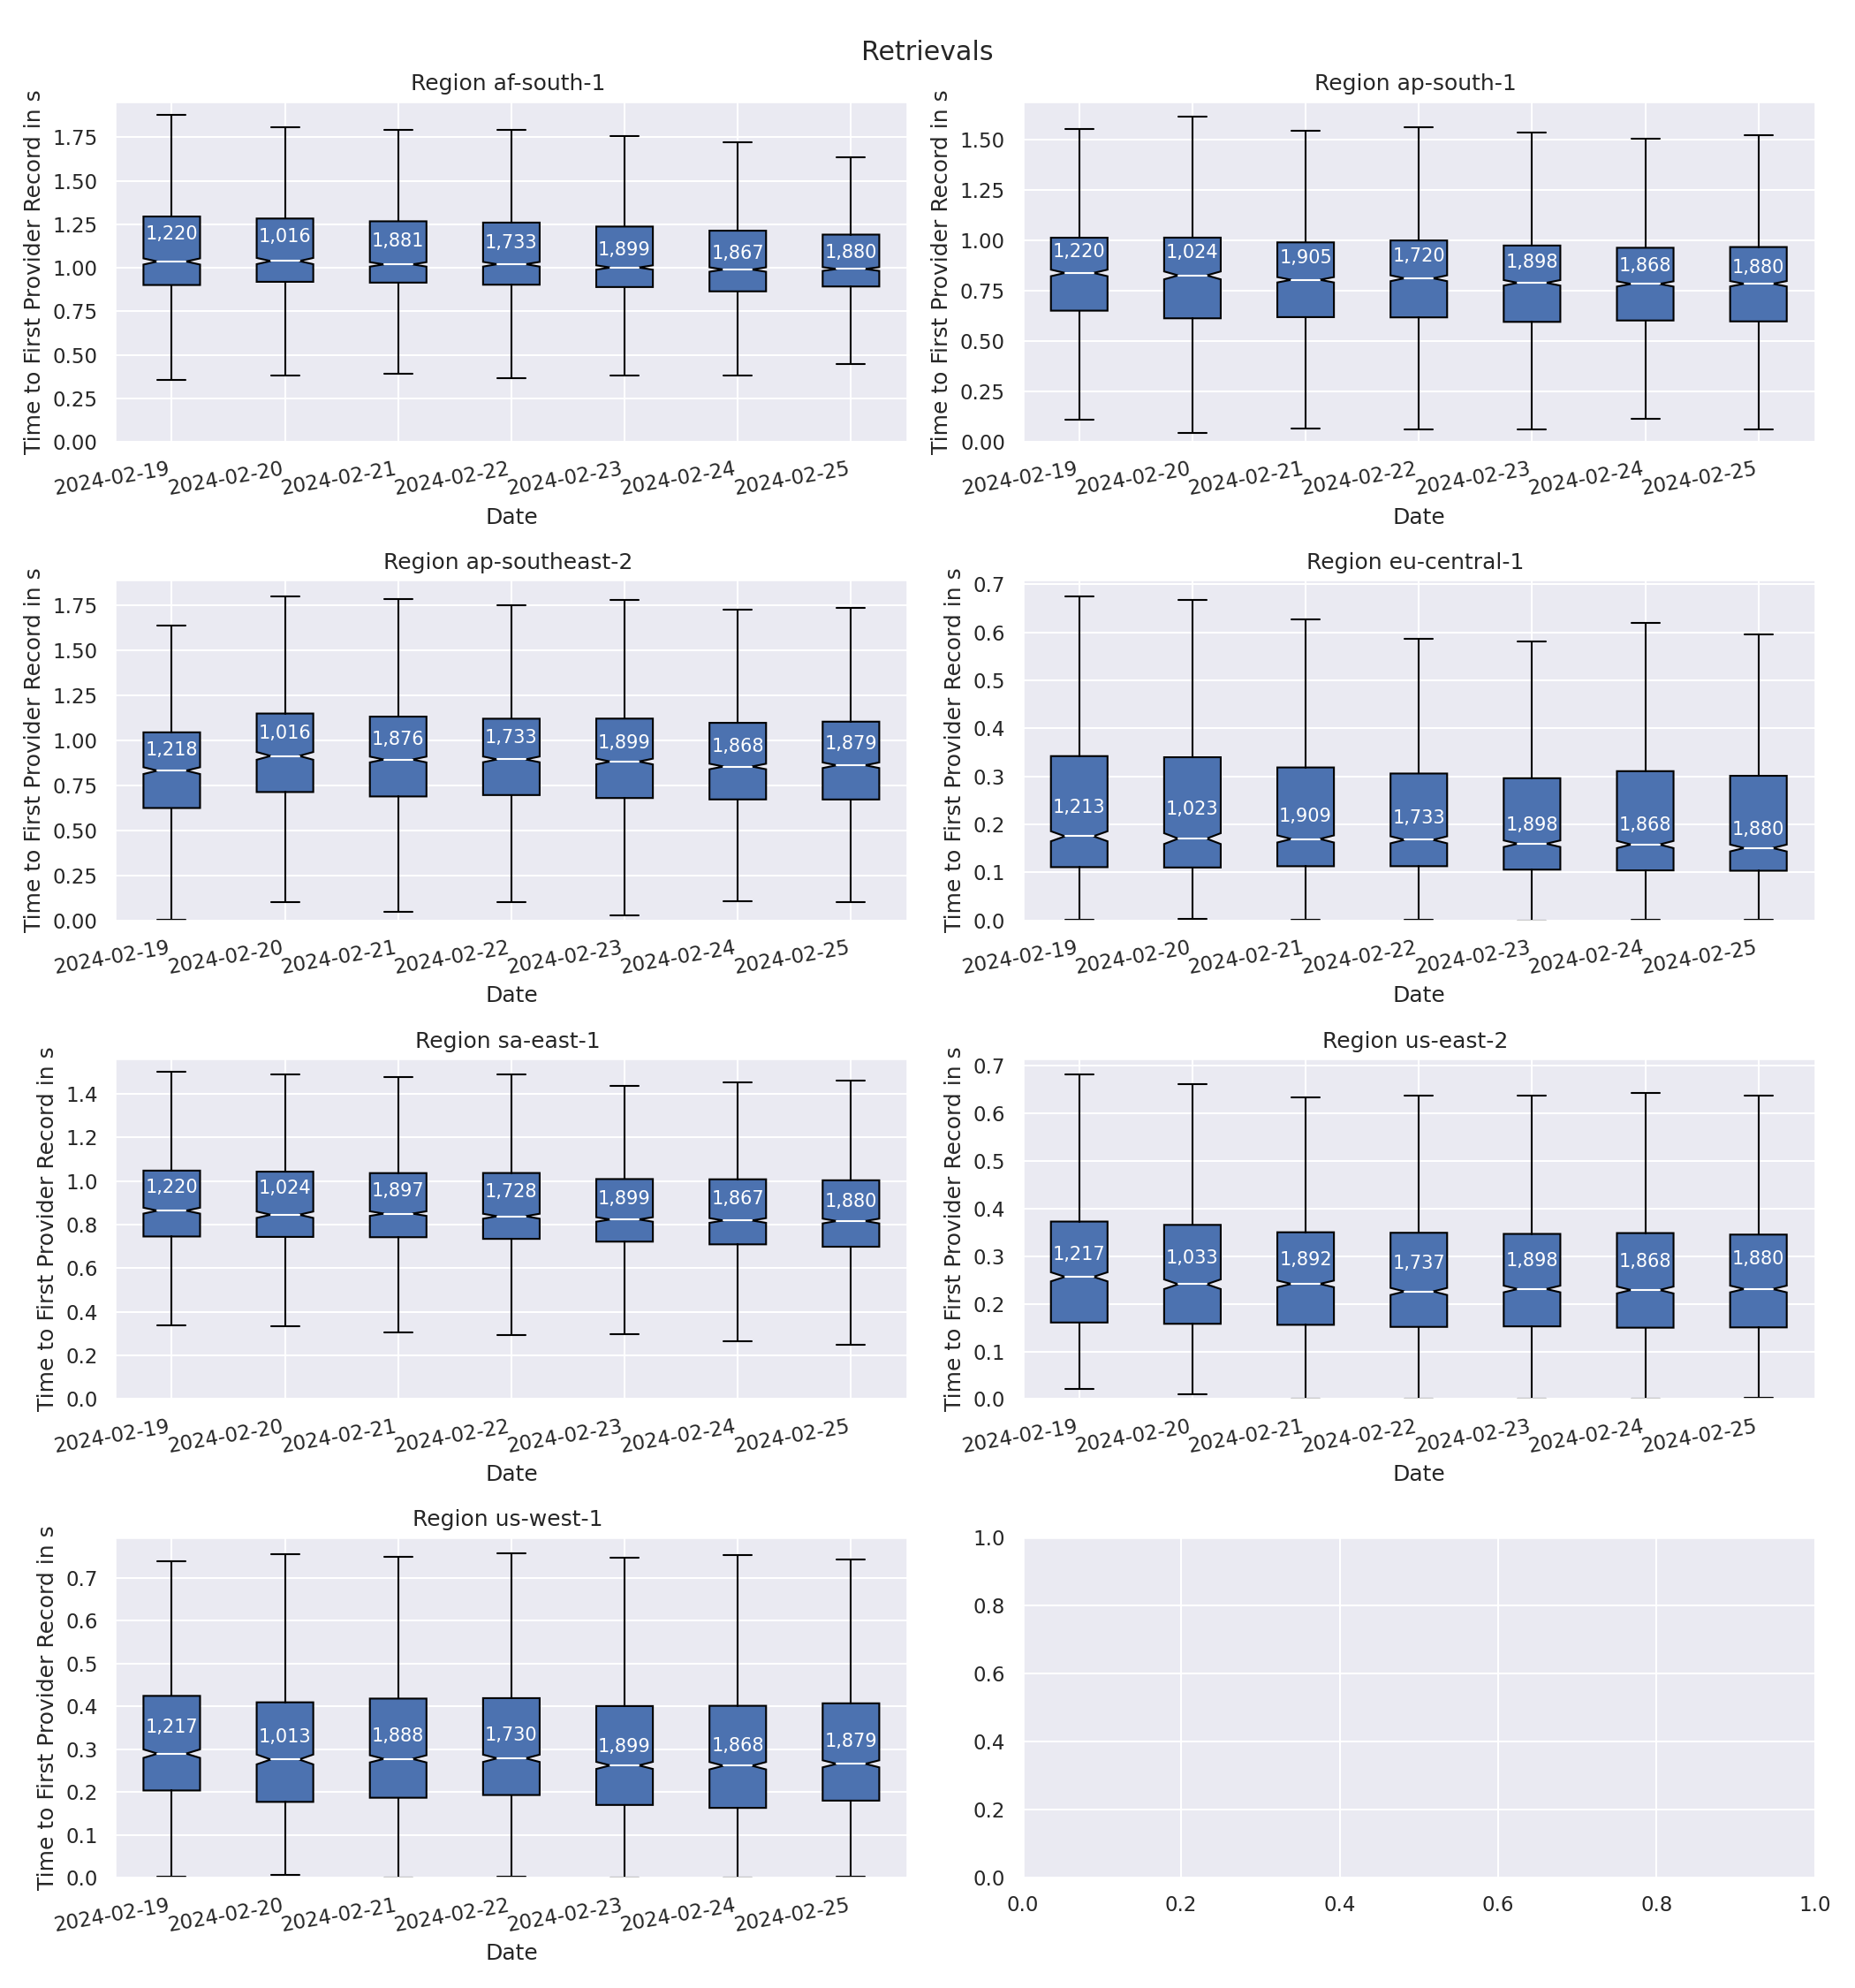 Retrievals
Region af-south-1
Time to First Provider Record in s
1.75
1.50
1.25
1.00
0.75
0.50
0.25
0.00
1,220 1,016 1,881 1,733 1,899 1,867 1,880
2024-02-19 2024-02-20 2024-02-21 2024-02-22 2024-02-23 2024-02-24 2024-02-25
Date
Region ap-south-1
Time to First Provider Record in s
1.50
1.25
1.00
0.75
0.50
0.25
0.00
1,220 1,024 1,905 1,720 1,898 1,868 1,880
2024-02-19 2024-02-20 2024-02-21 2024-02-22 2024-02-23 2024-02-24 2024-02-25
Date
Region ap-southeast-2
Time to First Provider Record in s
1.75
1.50
1.25
1.00
0.75
0.50
0.25
0.00
1,218 1,016 1,876 1,733 1,899 1,868 1,879
2024-02-19 2024-02-20 2024-02-21 2024-02-22 2024-02-23 2024-02-24 2024-02-25
Date
Region eu-central-1
Time to First Provider Record in s
0.7
0.6
0.5
0.4
0.3
0.2
0.1
0.0
1,213 1,023 1,909 1,733 1,898 1,868 1,880
2024-02-19 2024-02-20 2024-02-21 2024-02-22 2024-02-23 2024-02-24 2024-02-25
Date
Region sa-east-1
Time to First Provider Record in s
1.4
1.2
1.0
0.8
0.6
0.4
0.2
0.0
1,220 1,024 1,897 1,728 1,899 1,867 1,880
2024-02-19 2024-02-20 2024-02-21 2024-02-22 2024-02-23 2024-02-24 2024-02-25
Date
Region us-east-2
Time to First Provider Record in s
0.7
0.6
0.5
0.4
0.3
0.2
0.1
0.0
1,217 1,033 1,892 1,737 1,898 1,868 1,880
2024-02-19 2024-02-20 2024-02-21 2024-02-22 2024-02-23 2024-02-24 2024-02-25
Date
Region us-west-1
Time to First Provider Record in s
0.7
0.6
0.5
0.4
0.3
0.2
0.1
0.0
1,217 1,013 1,888 1,730 1,899 1,868 1,879
2024-02-19 2024-02-20 2024-02-21 2024-02-22 2024-02-23 2024-02-24 2024-02-25
Date
1.0
0.8
0.6
0.4
0.2
0.0
0.0 0.2 0.4 0.6 0.8 1.0